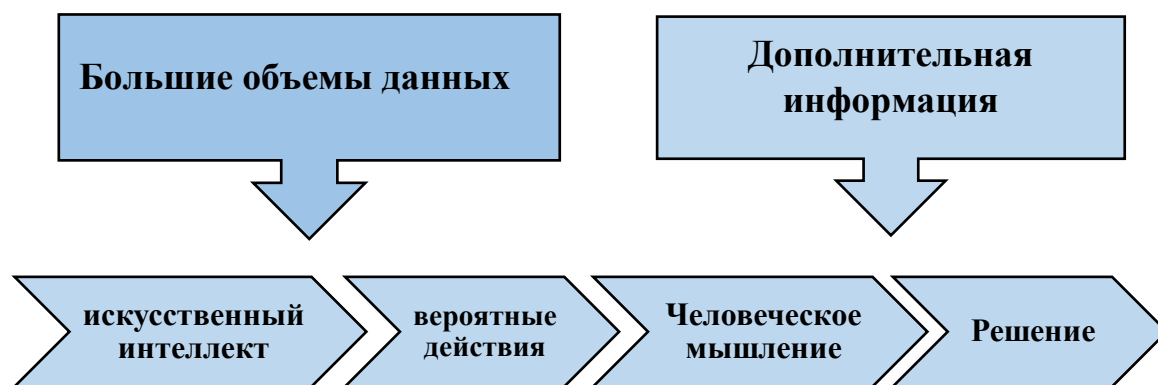 Большие объемы данных
Дополнительная
информация
искусственный
интеллект
вероятные
действия
Человеческое
мышление
Решение